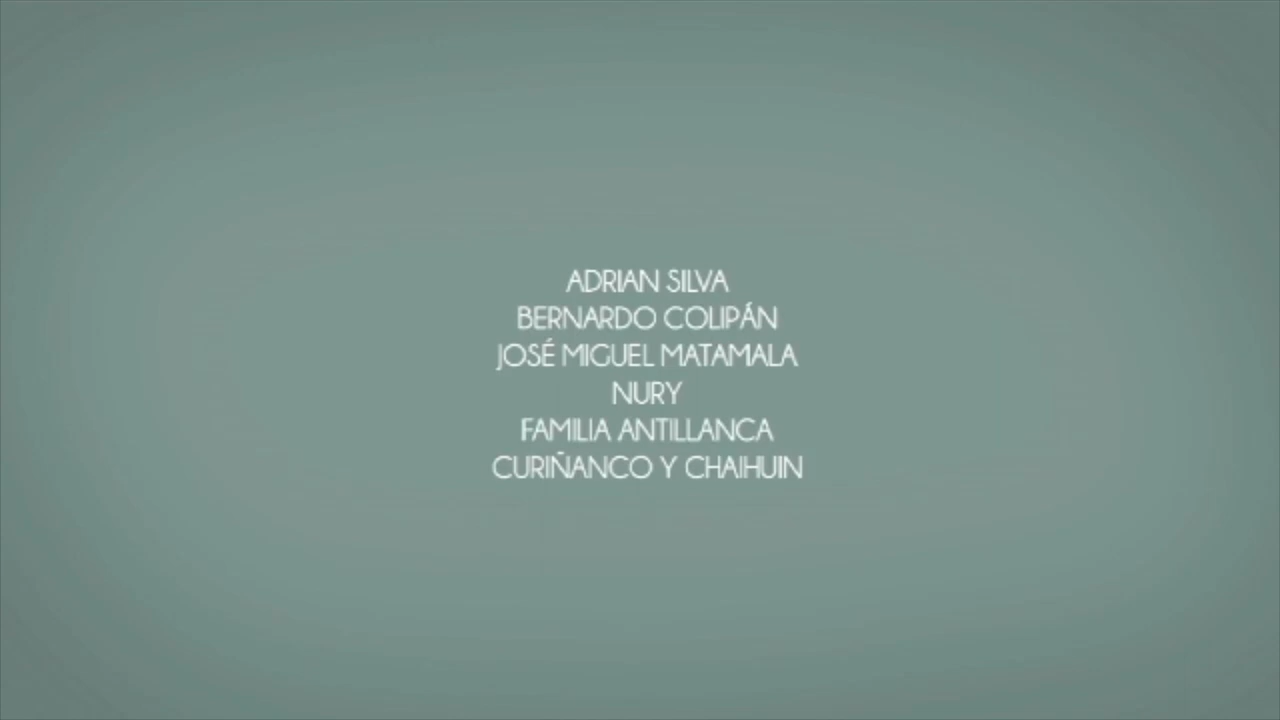 ADRIAN SILVA
BERNARDO COLIPÁN
JOSÉ MIGUEL MATAMALA
NURY
FAMILIA ANTILLANCA
CURIÑANCO Y CHAIHUIN